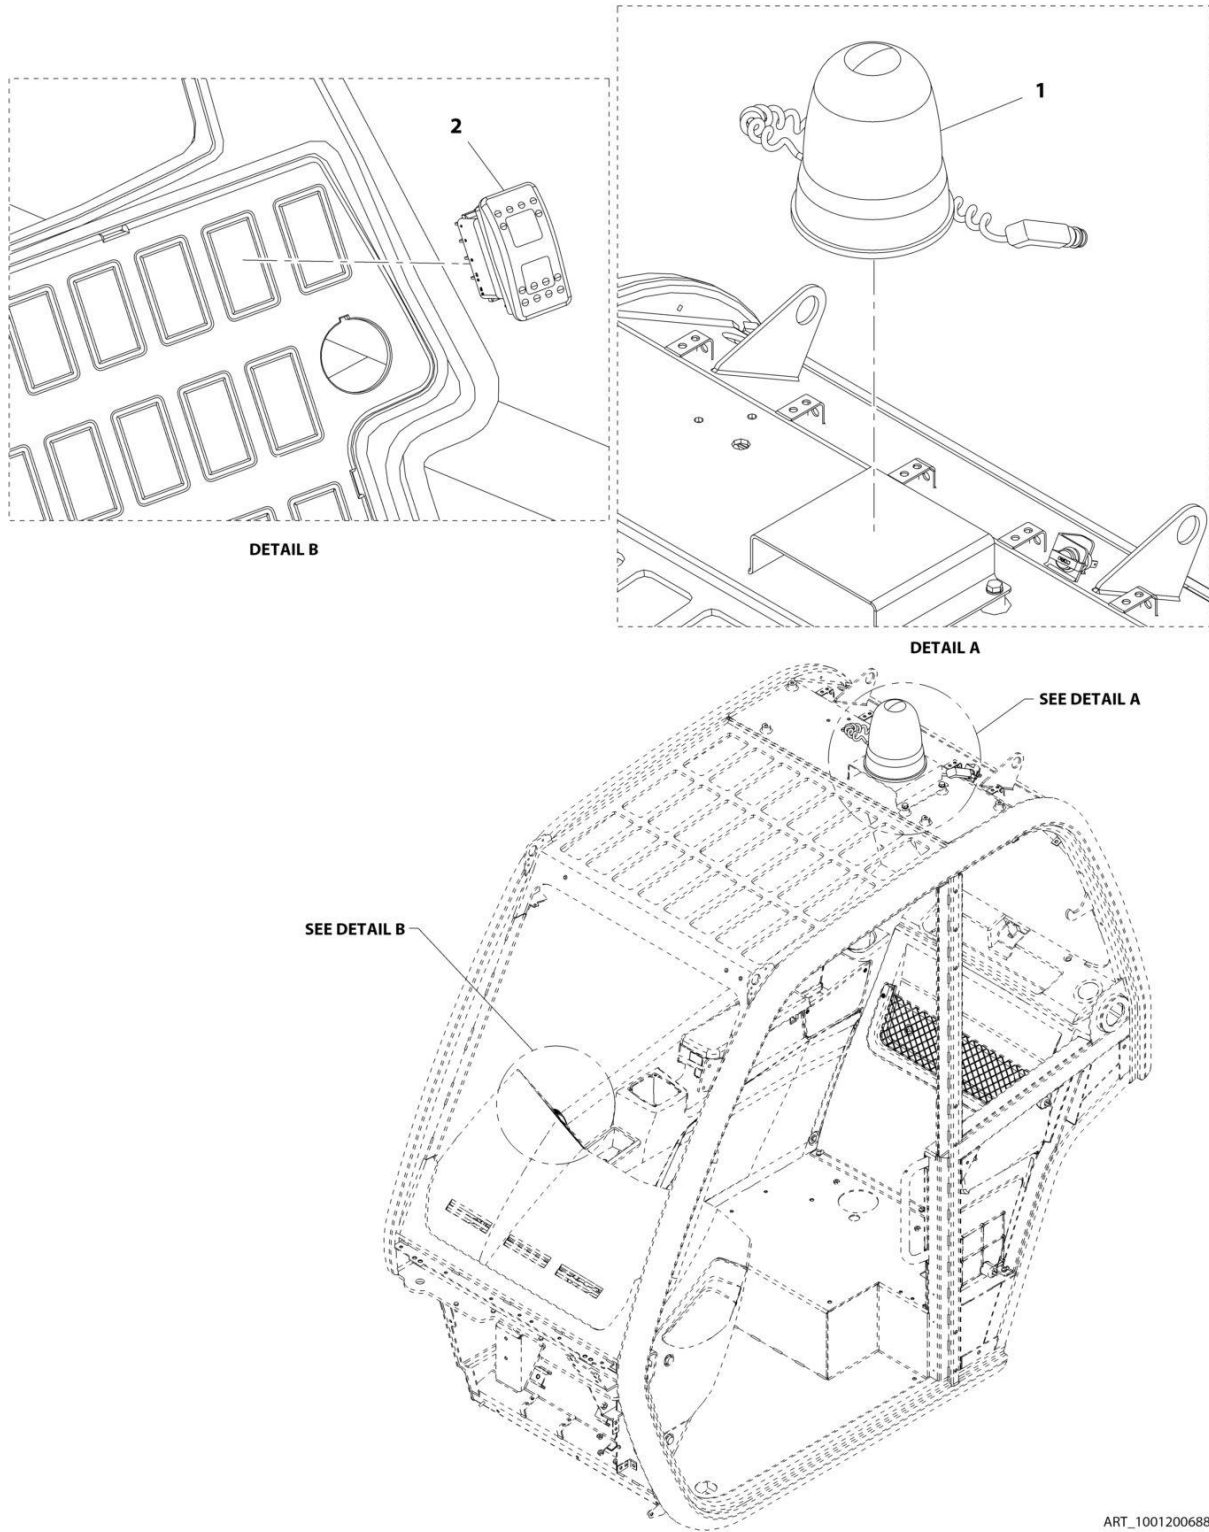 1
2
DETAIL B
DETAIL A
SEE DETAIL A
SEE DETAIL B
ART_1001200688